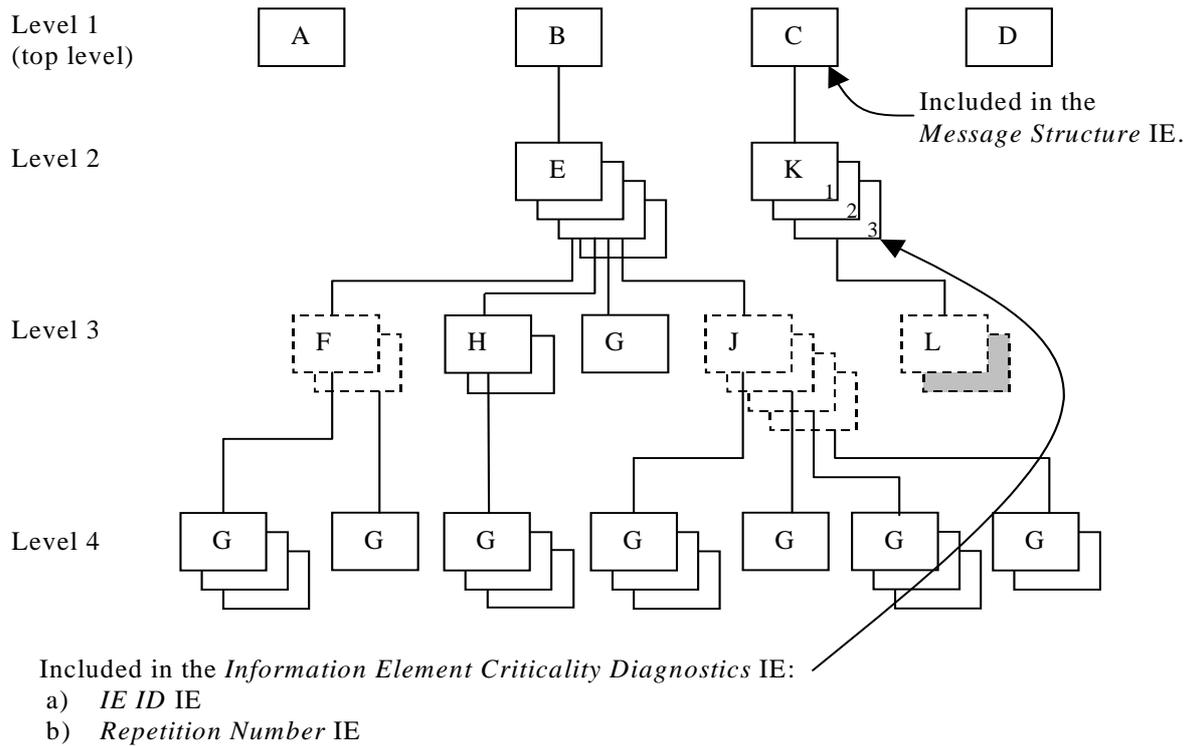 Level 1
(top level)
A
B
C
D
Included in the
Message Structure IE.
Level 2
E
K
1
2
3
Level 3
F
H
G
J
L
Level 4
G
G
G
G
G
G
G
Included in the Information Element Criticality Diagnostics IE:
a) IE ID IE
b) Repetition Number IE